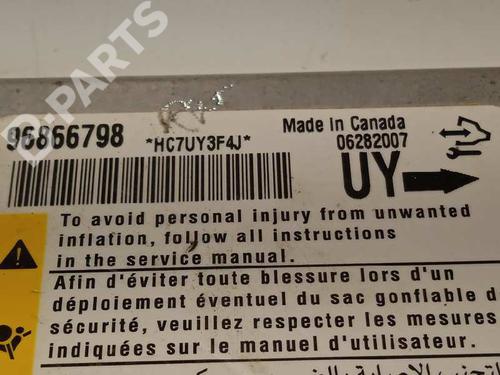 B-PARTS
96866798
*HC7UY3F4J*
Made In Canada
06282007
UY
To avoid personal injury from unwanted
inflation, follow all instructions
in the service manual.
Afin d'éviter toute blessure lors d'un
déploiement éventuel du sac gonflable d
sécurité, veuillez respecter les mesures
indiquées sur le manuel d'utilisateur.